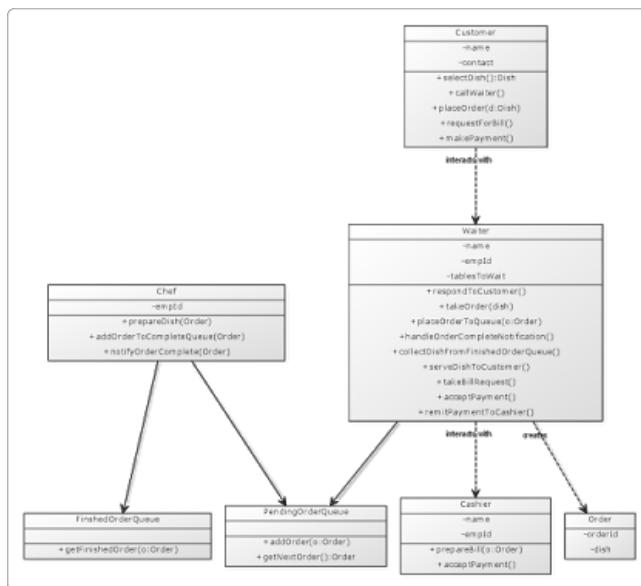 Customer
-name
-contact
+selectDish():Dish
+callWaiter()
+placeOrder(d:Dish)
+requestForBill()
+makePayment()
interacts with
Waiter
-name
-empId
-tablesToWait
+respondToCustomer()
+takeOrder(dish)
+placeOrderToQueue(o:Order)
+handleOrderCompleteNotifcation()
+collectDishFromFinishedOrderQueue()
+serveDishToCustomer()
+takeBillRequest()
+acceptPayment()
+remitPaymentToCashier()
Chef
-empId
+prepareDish(Order)
+addOrderToCompleteQueue(Order)
+notifyOrderComplete(Order)
interacts with
creates
FinshedOrderQueue
+getFinishedOrder(o:Order)
PendingOrderQueue
+addOrder(o:Order)
+getNextOrder():Order
Cashier
-name
-empId
+prepareBill(o:Order)
+acceptPayment()
Order
-orderId
-dish